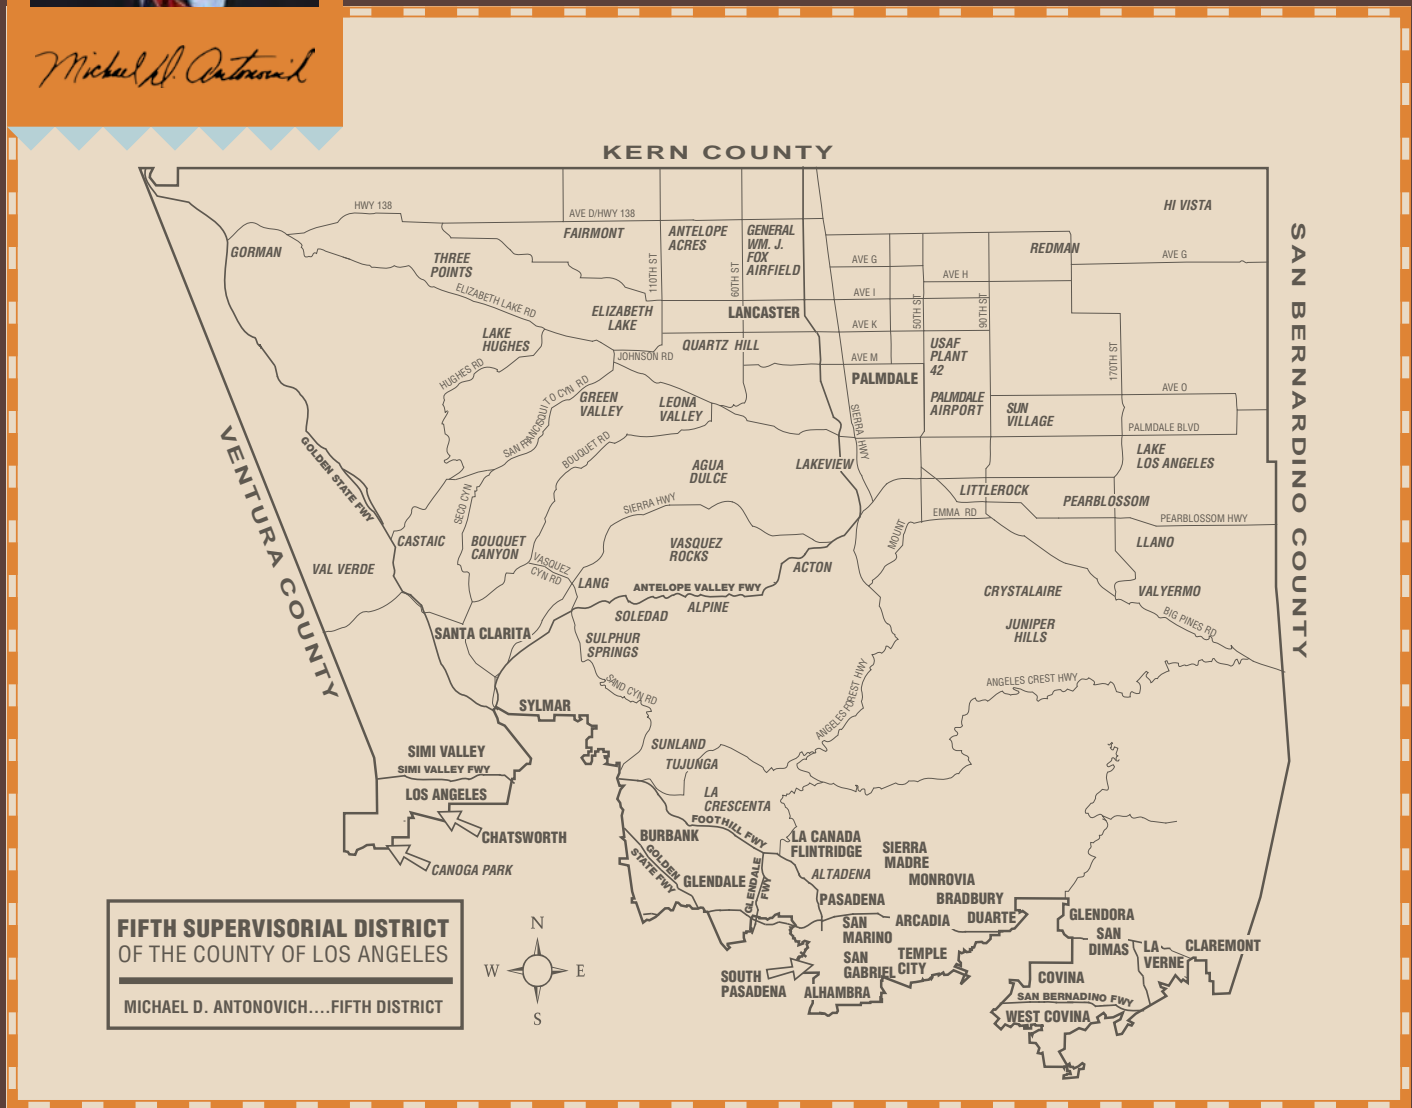 Michael D. Antonovich
KERN COUNTY
HI VISTA
HWY 138
AVE D/HWY 138
FAIRMONT
ANTELOPE
ACRES
GENERAL
WM. J.
FOX
AIRFIELD
REDMAN
AVE G
AVE G
GORMAN
THREE
POINTS
110TH ST
60TH ST
AVE H
AVE I
ELIZABETH LAKE RD
ELIZABETH
LAKE
LANCASTER
50TH ST
90TH ST
AVE K
LAKE
HUGHES
QUARTZ HILL
JOHNSON RD
AVE M
USAF
PLANT
42
170TH ST
HUGHES RD
PALMDALE
SAN FRANCISQUITO CYN RD
GREEN
VALLEY
LEONA
VALLEY
PALMDALE
AIRPORT
SUN
VILLAGE
AVE O
SIERRA HWY
PALMDALE BLVD
BOUQUET RD
LAKE
LOS ANGELES
AGUA
DULCE
LAKEVIEW
GOLDEN STATE FWY
VENTURA COUNTY
SAN BERNARDINO COUNTY
SECO CYN
SIERRA HWY
LITTLEROCK
PEARBLOSSOM
EMMA RD
MOUNT
PEARBLOSSOM HWY
LLANO
CASTAIC
BOUQUET
CANYON
VASQUEZ
ROCKS
VASQUEZ
CYN RD
VAL VERDE
LANG
ANTELOPE VALLEY FWY
ACTON
CRYSTALAIRE
VALYERMO
ALPINE
SOLEDAD
BIG PINES RD
SANTA CLARITA
SULPHUR
SPRINGS
JUNIPER
HILLS
SAND CYN RD
ANGELES FOREST HWY
ANGELES CREST HWY
SYLMAR
SIMI VALLEY
SIMI VALLEY FWY
LOS ANGELES
SUNLAND
TUJUNGA
LA
CRESCENTA
CHATSWORTH
CANOGA PARK
FOOTHILL FWY
BURBANK
GOLDEN
STATE FWY
GLENDALE
GLENDALE
FWY
LA CANADA
FLINTRIDGE
ALTADENA
SIERRA
MADRE
MONROVIA
PASADENA
BRADBURY
ARCADIA
DUARTE
SAN
MARINO
GLENDORA
SAN
DIMAS
LA
VERNE
CLAREMONT
SAN
GABRIEL
TEMPLE
CITY
SOUTH
PASADENA
ALHAMBRA
COVINA
SAN BERNADINO FWY
WEST COVINA
FIFTH SUPERVISORIAL DISTRICT
OF THE COUNTY OF LOS ANGELES
MICHAEL D. ANTONOVICH....FIFTH DISTRICT
N
W
E
S